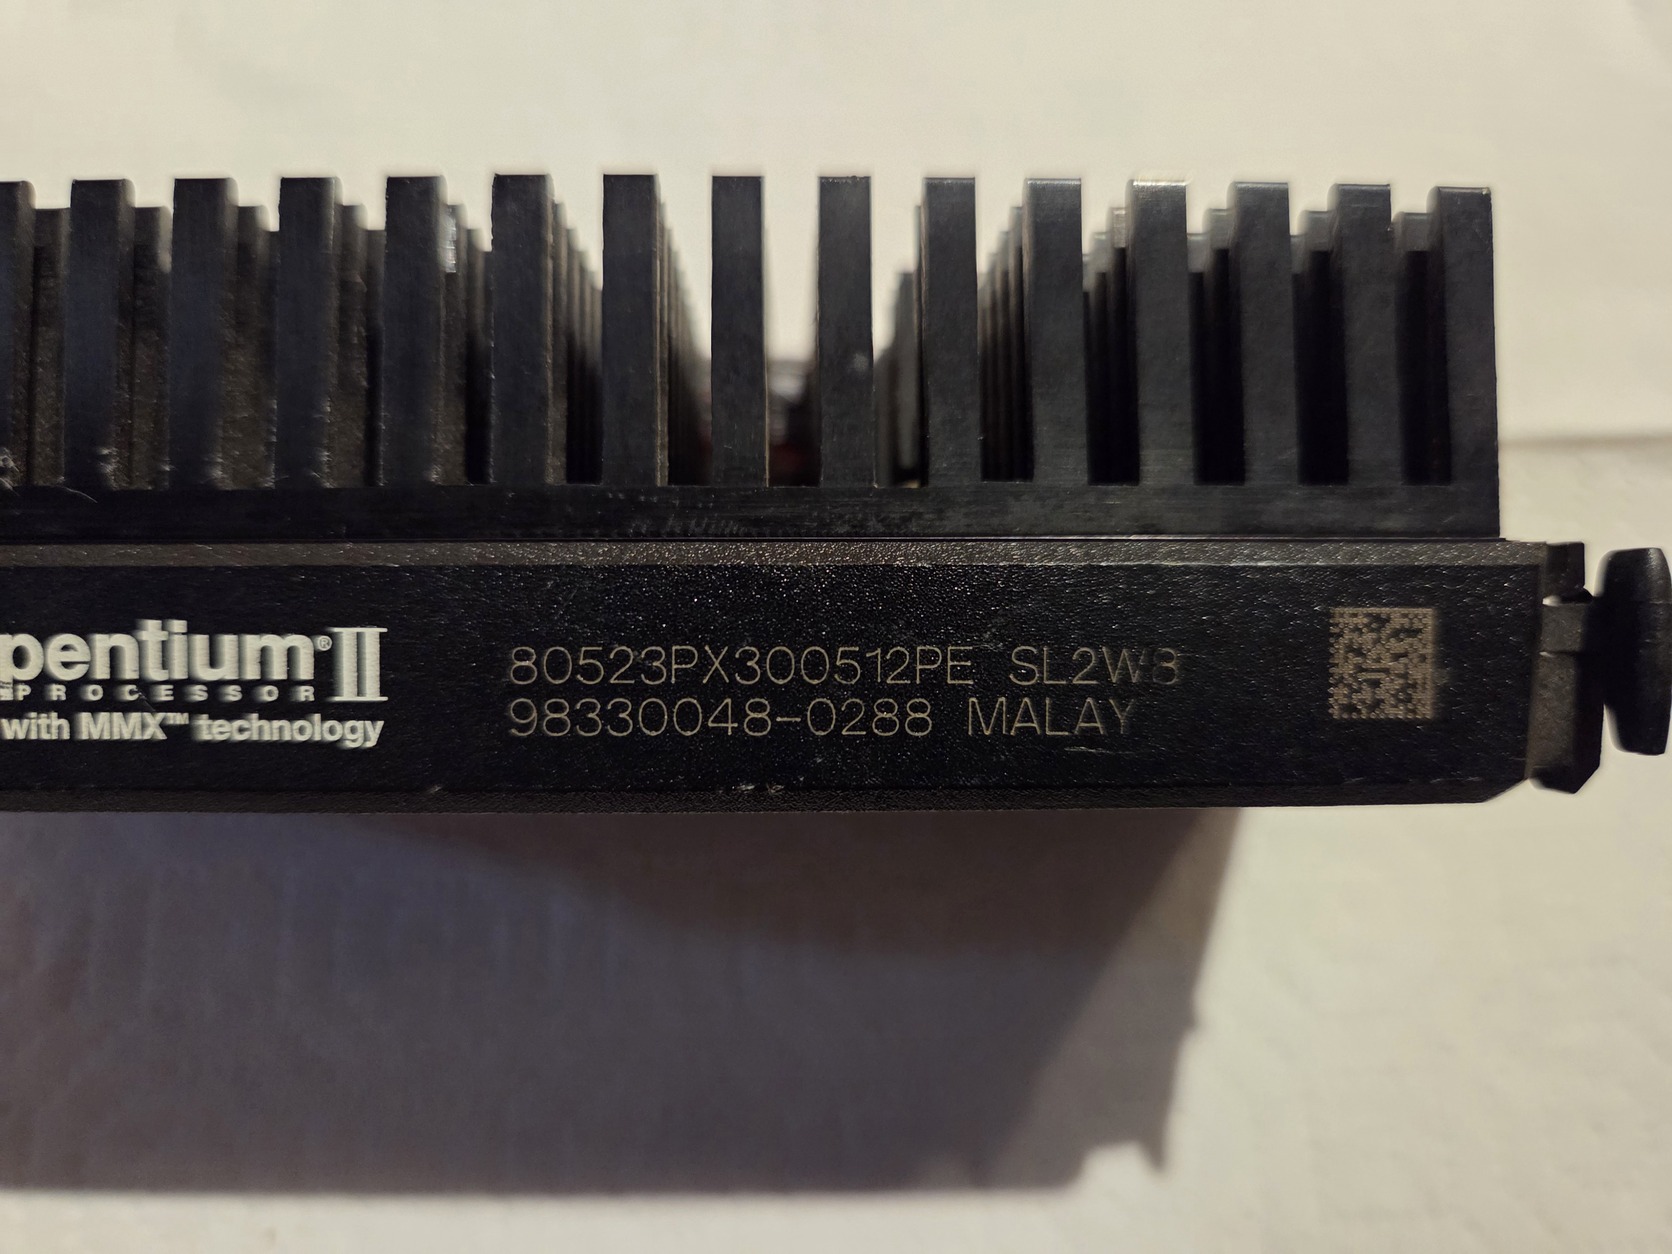 pentium® II
PROCESSOR
with MMX™ technology
80523PX300512PE SL2W8
98330048-0288 MALAY